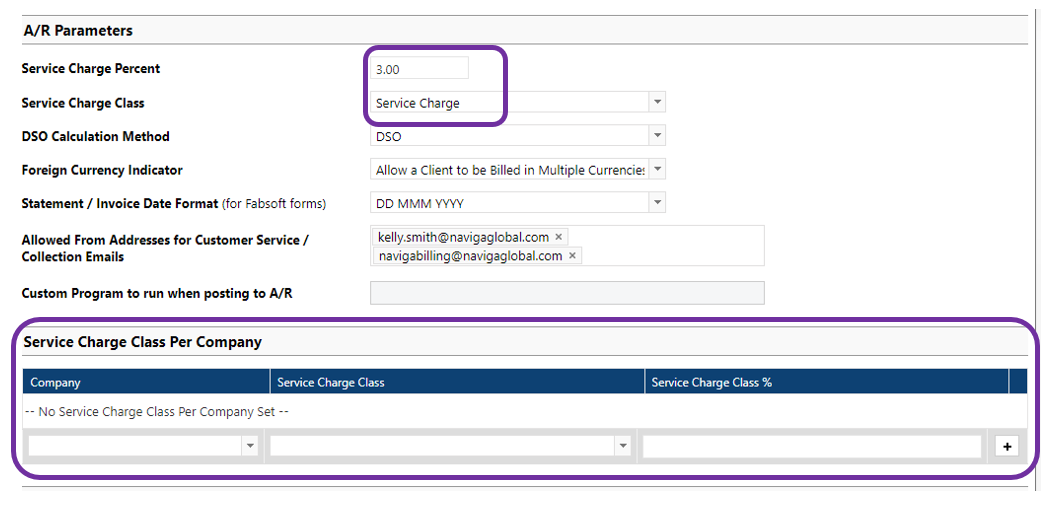 A/R Parameters
Service Charge Percent 3.00
Service Charge Class Service Charge
DSO Calculation Method DSO
Foreign Currency Indicator Allow a Client to be Billed in Multiple Currencies
Statement / Invoice Date Format (for Fabsoft forms) DD MMM YYYY
Allowed From Addresses for Customer Service /
Collection Emails
kelly.smith@navigaglobal.com ×
navigabilling@navigaglobal.com ×
Custom Program to run when posting to A/R
Service Charge Class Per Company
Company Service Charge Class Service Charge Class %
-- No Service Charge Class Per Company Set --
+